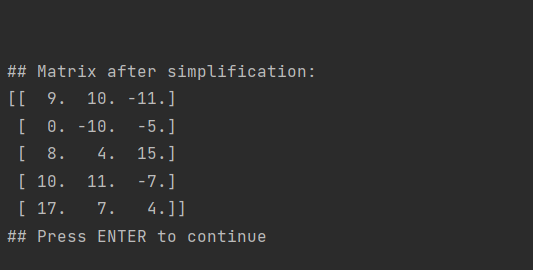 ## Matrix after simplification:
[[  9.  10. -11.]
 [  0. -10.  -5.]
 [  8.   4.  15.]
 [ 10.  11.  -7.]
 [ 17.   7.   4.]]
## Press ENTER to continue